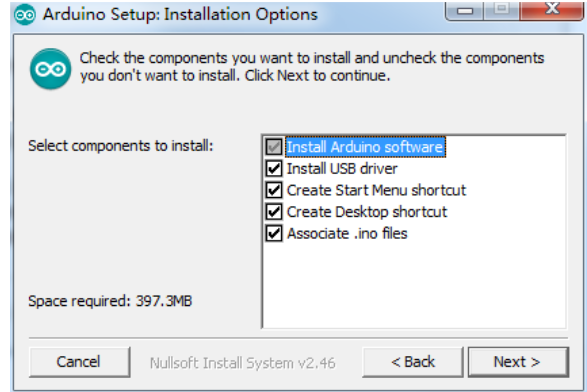 Arduino Setup: Installation Options
Check the components you want to install and uncheck the components
you don't want to install. Click Next to continue.
Select components to install:
Install Arduino software
Install USB driver
Create Start Menu shortcut
Create Desktop shortcut
Associate .ino files
Space required: 397.3MB
Cancel
Nullsoft Install System v2.46
< Back
Next >